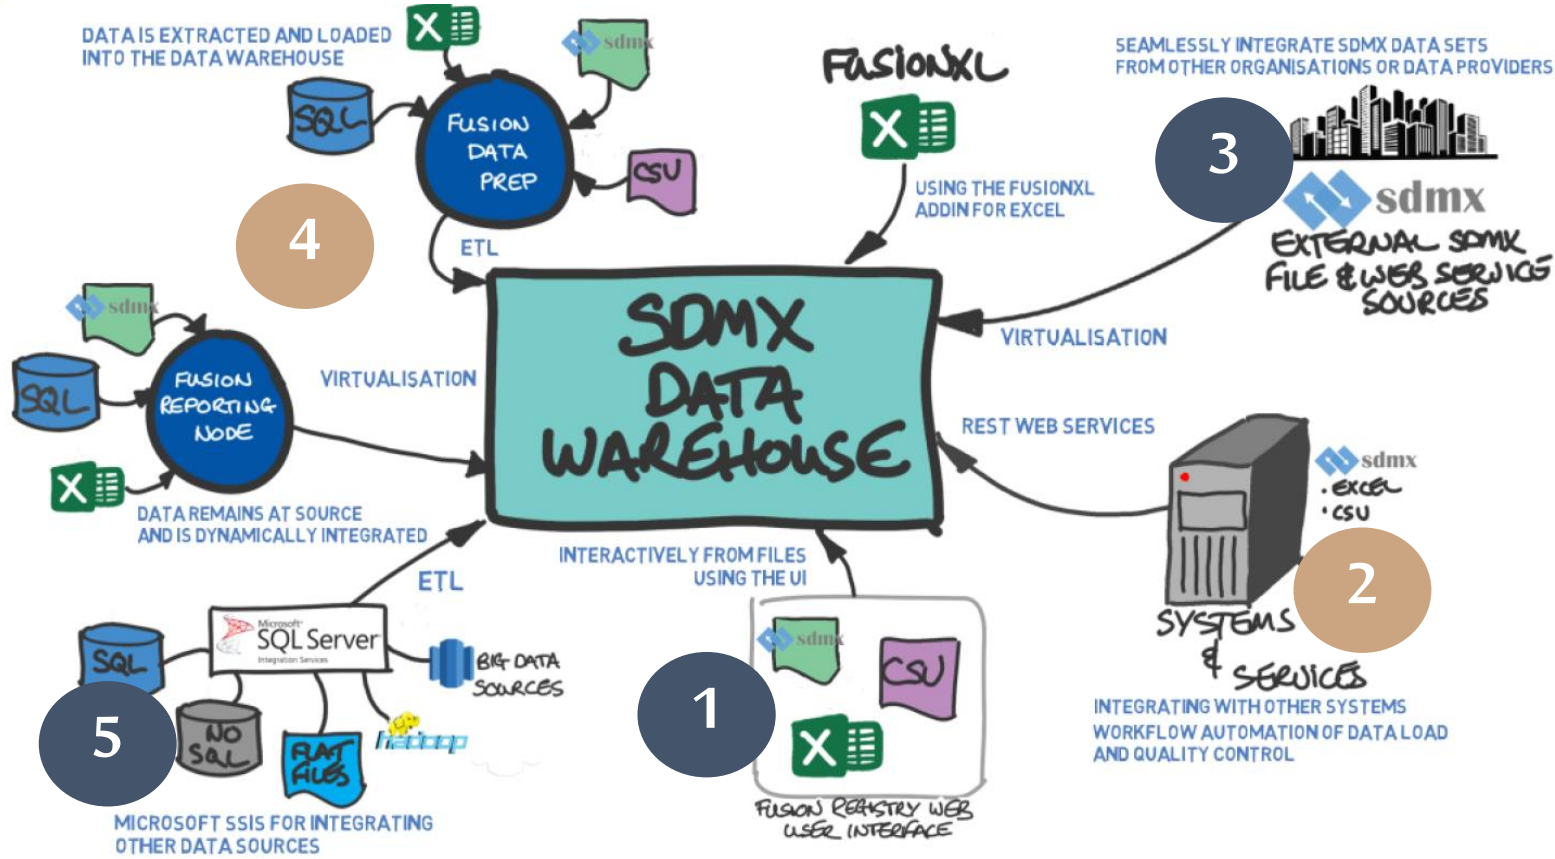 DATA IS EXTRACTED AND LOADED
INTO THE DATA WAREHOUSE
X
sdmx
SQL
FUSION
DATA
PREP
CSV
4
ETL
FUSIONXL
X
USING THE FUSIONXL
ADDIN FOR EXCEL
SEAMLESSLY INTEGRATE SDMX DATA SETS
FROM OTHER ORGANISATIONS OR DATA PROVIDERS
3
sdmx
EXTERNAL SDMX
FILE & WEB SERVICE
SOURCES
VIRTUALISATION
SDMX
DATA
WAREHOUSE
sdmx
SQL
X
FUSION
REPORTING
NODE
VIRTUALISATION
DATA REMAINS AT SOURCE
AND IS DYNAMICALLY INTEGRATED
REST WEB SERVICES
sdmx
. EXCEL
. CSV
2
SYSTEMS
&
SERVICES
INTEGRATING WITH OTHER SYSTEMS
WORKFLOW AUTOMATION OF DATA LOAD
AND QUALITY CONTROL
INTERACTIVELY FROM FILES
USING THE UI
sdmx
CSV
X
1
FUSION REGISTRY WEB
USER INTERFACE
ETL
Microsoft
SQL Server
Integration Services
SQL
5
NO
SQL
FLAT
FILES
hadoop
BIG DATA
SOURCES
MICROSOFT SSIS FOR INTEGRATING
OTHER DATA SOURCES